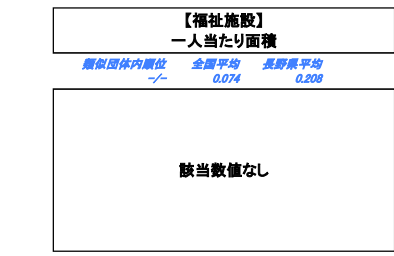 【福祉施設】
一人当たり面積
類似団体内順位 全国平均 長野県平均
-/- 0.074 0.208
該当数値なし